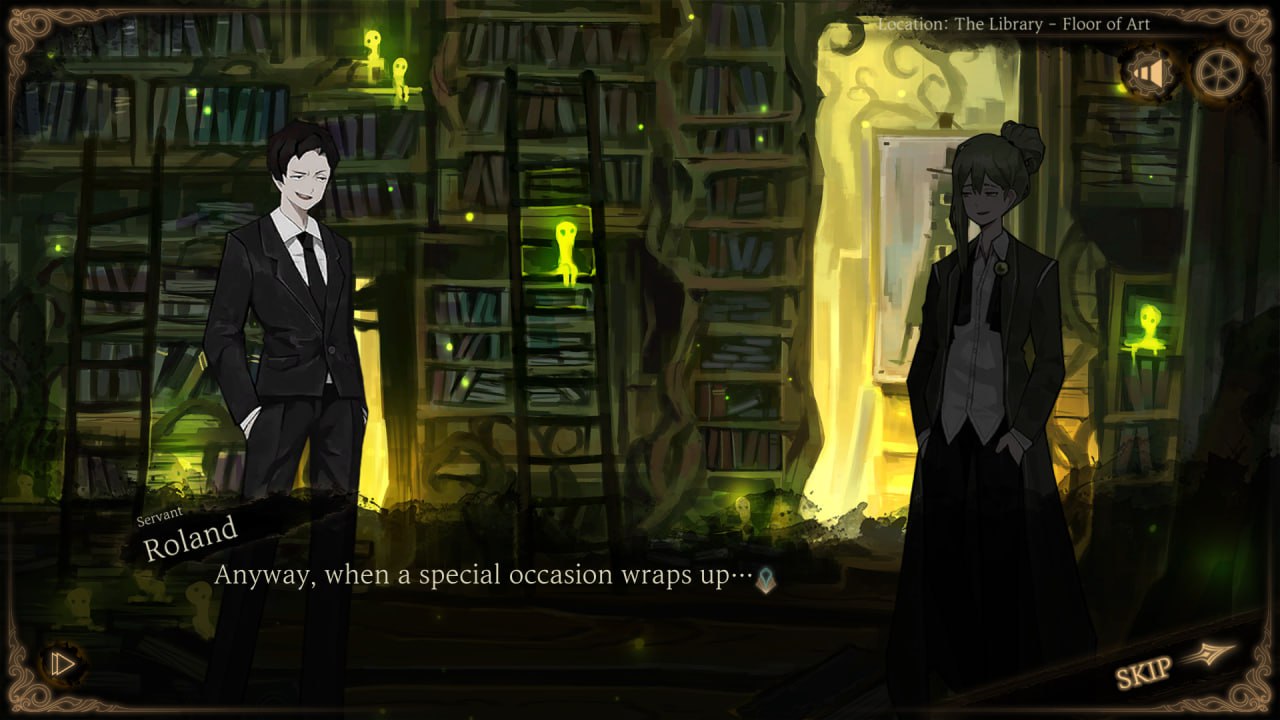 Location: The Library - Floor of Art
Servant
Roland
Anyway, when a special occasion wraps up…
SKIP